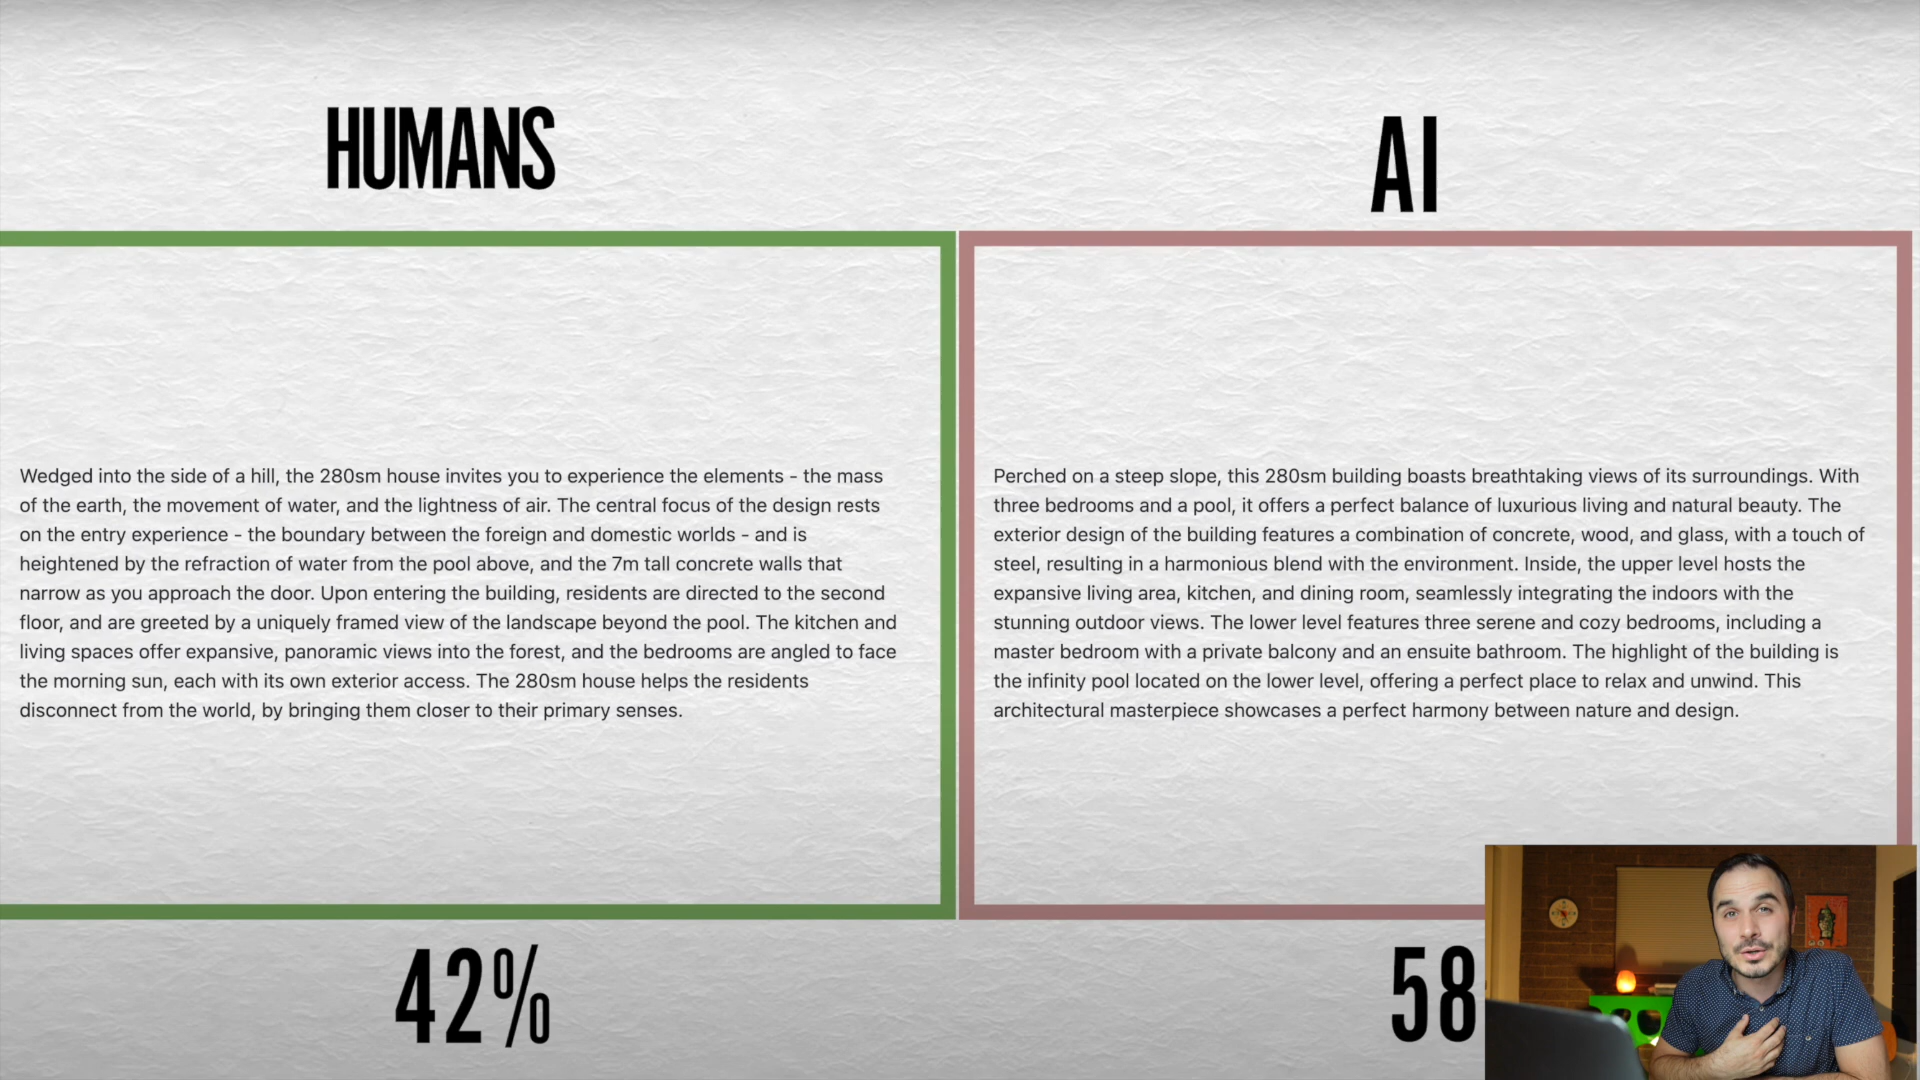 HUMANS
AI
Wedged into the side of a hill, the 280sm house invites you to experience the elements - the mass
of the earth, the movement of water, and the lightness of air. The central focus of the design rests
on the entry experience - the boundary between the foreign and domestic worlds - and is
heightened by the refraction of water from the pool above, and the 7m tall concrete walls that
narrow as you approach the door. Upon entering the building, residents are directed to the second
floor, and are greeted by a uniquely framed view of the landscape beyond the pool. The kitchen and
living spaces offer expansive, panoramic views into the forest, and the bedrooms are angled to face
the morning sun, each with its own exterior access. The 280sm house helps the residents
disconnect from the world, by bringing them closer to their primary senses.
Perched on a steep slope, this 280sm building boasts breathtaking views of its surroundings. With
three bedrooms and a pool, it offers a perfect balance of luxurious living and natural beauty. The
exterior design of the building features a combination of concrete, wood, and glass, with a touch of
steel, resulting in a harmonious blend with the environment. Inside, the upper level hosts the
expansive living area, kitchen, and dining room, seamlessly integrating the indoors with the
stunning outdoor views. The lower level features three serene and cozy bedrooms, including a
master bedroom with a private balcony and an ensuite bathroom. The highlight of the building is
the infinity pool located on the lower level, offering a perfect place to relax and unwind. This
architectural masterpiece showcases a perfect harmony between nature and design.
42%
58